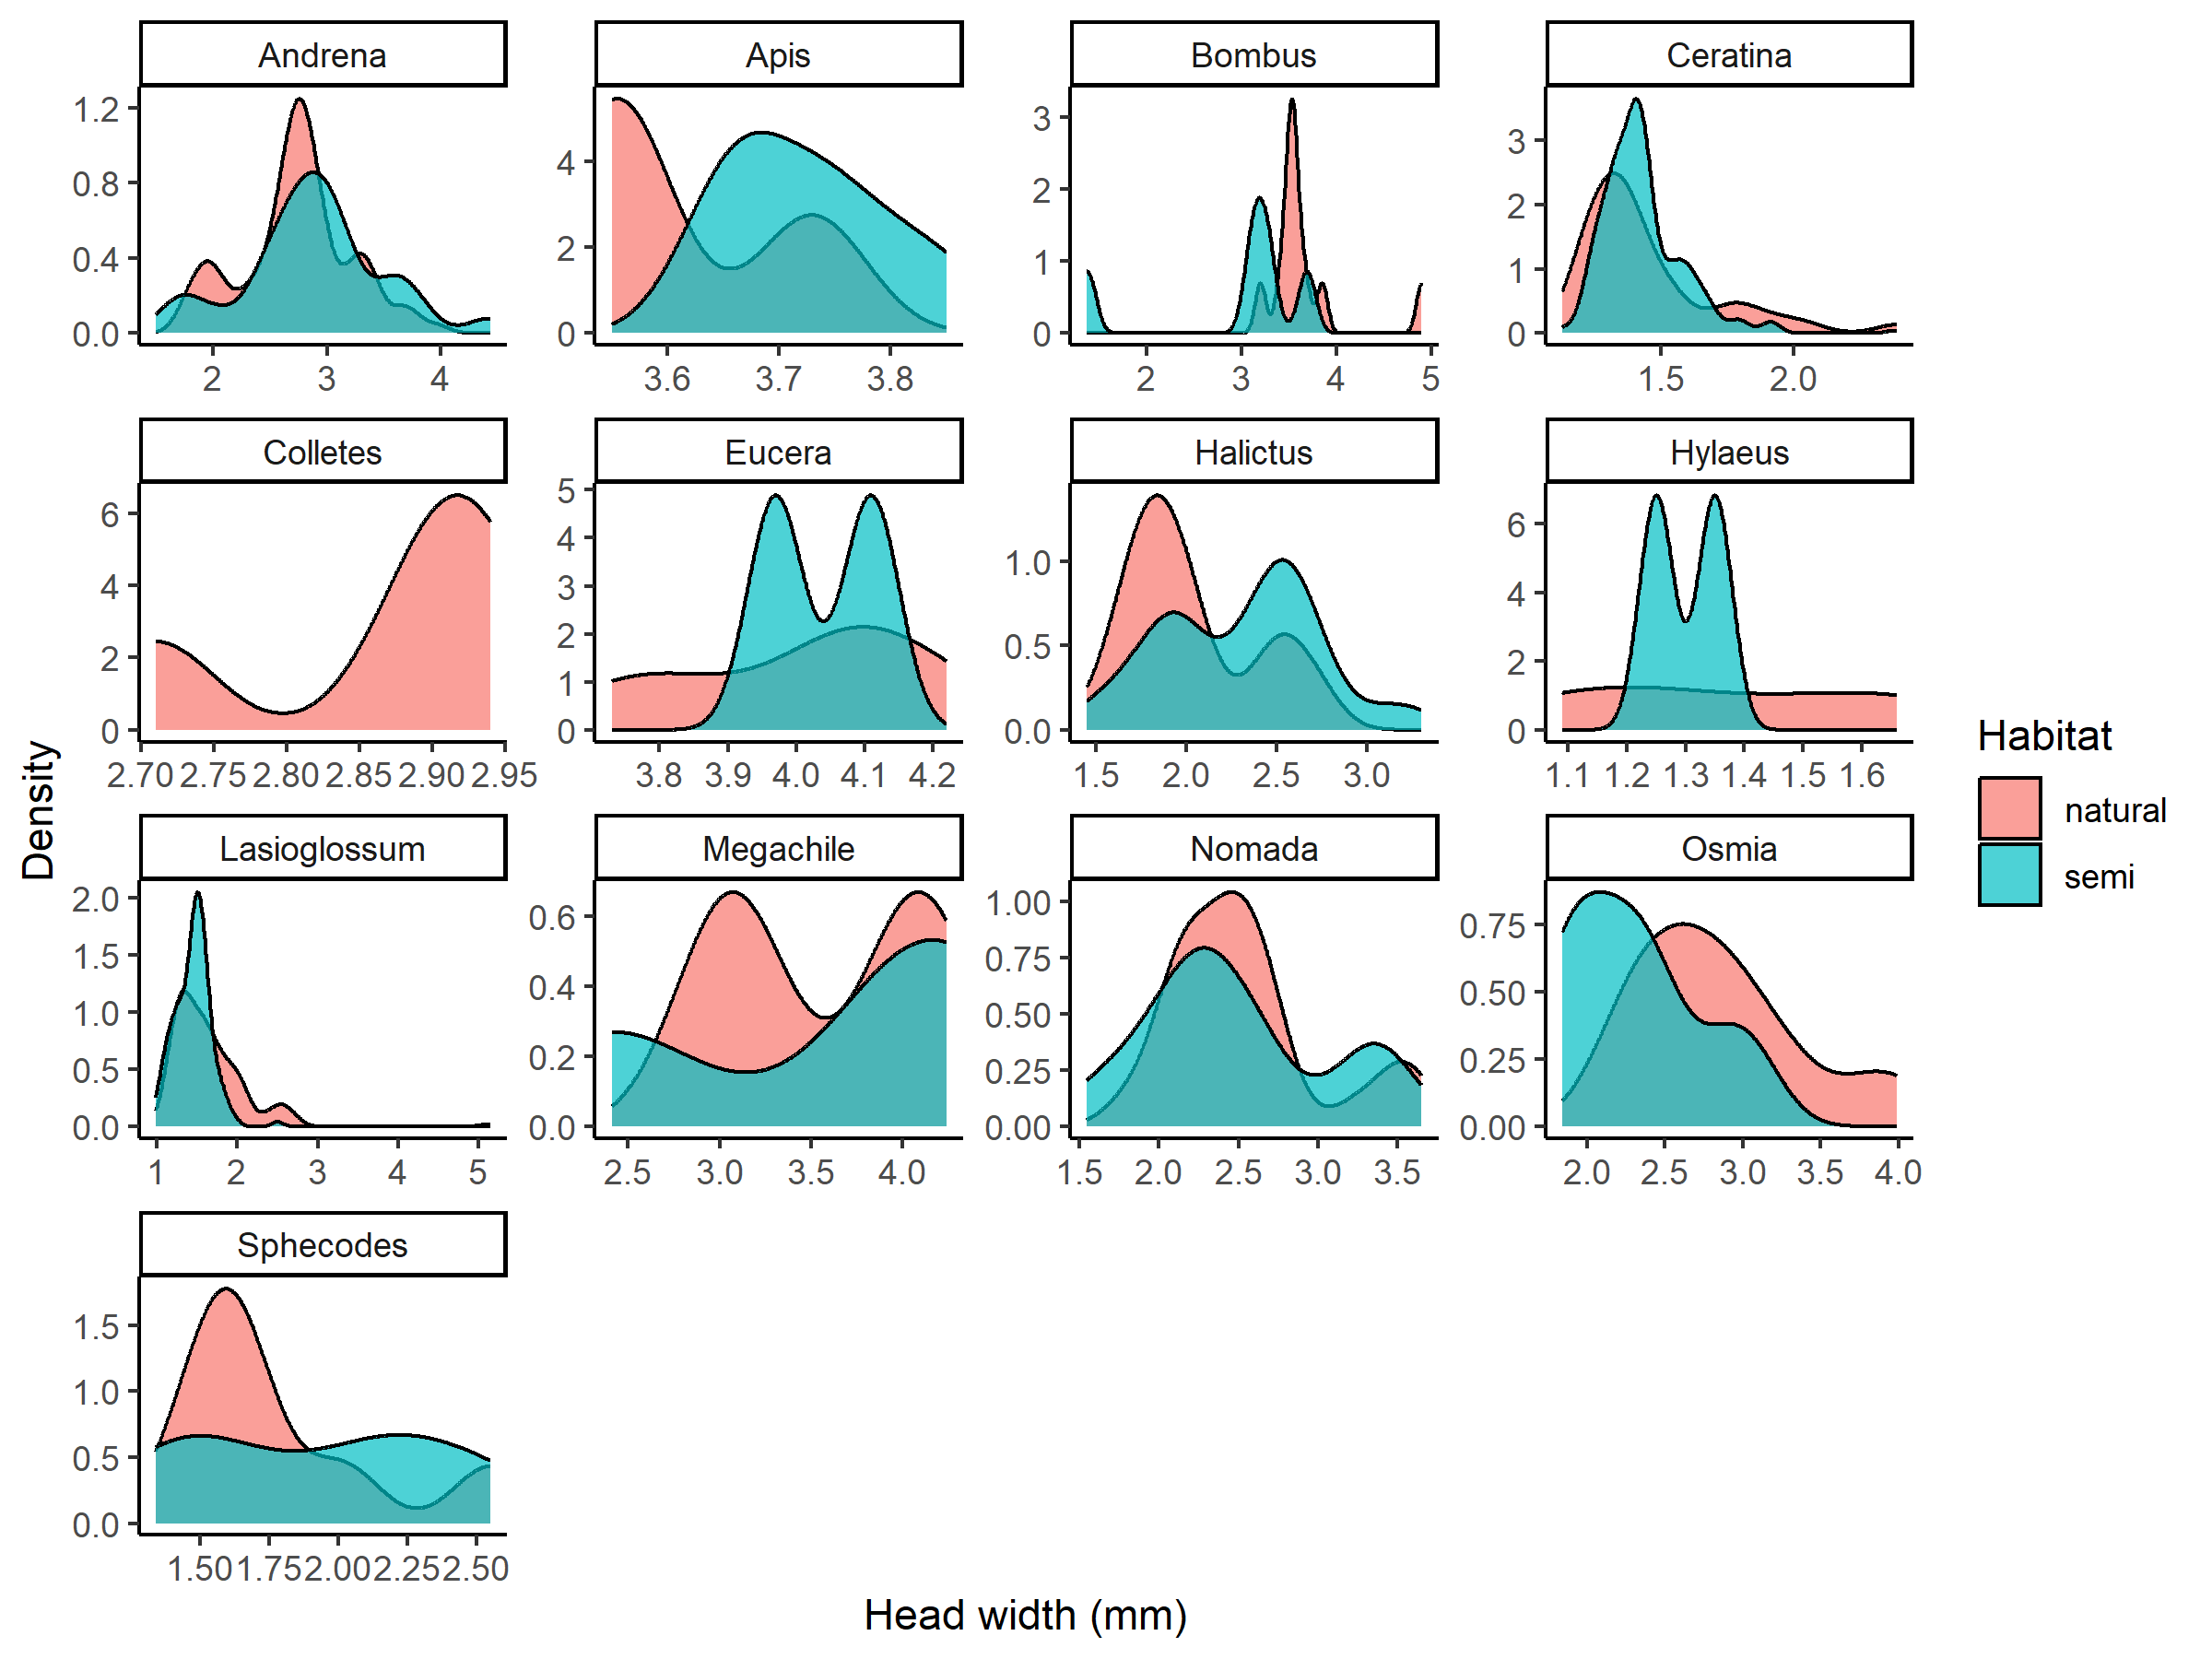 Andrena Apis Bombus Ceratina
1.2 0.8 0.4 0.0
4 2 0
3 2 1 0
3 2 1 0
2 3 4
3.6 3.7 3.8
2 3 4 5
1.5 2.0
Colletes Eucera Halictus Hylaeus
6 4 2 0
5 4 3 2 1 0
1.0 0.5 0.0
6 4 2 0
2.70 2.75 2.80 2.85 2.90 2.95
3.8 3.9 4.0 4.1 4.2
1.5 2.0 2.5 3.0
1.1 1.2 1.3 1.4 1.5 1.6
Lasioglossum Megachile Nomada Osmia
2.0 1.5 1.0 0.5 0.0
0.6 0.4 0.2 0.0
1.00 0.75 0.50 0.25 0.00
0.75 0.50 0.25 0.00
1 2 3 4 5
2.5 3.0 3.5 4.0
1.5 2.0 2.5 3.0 3.5
2.0 2.5 3.0 3.5 4.0
Sphecodes
1.5 1.0 0.5 0.0
1.50 1.75 2.00 2.25 2.50
Density
Head width (mm)
Habitat
natural
semi